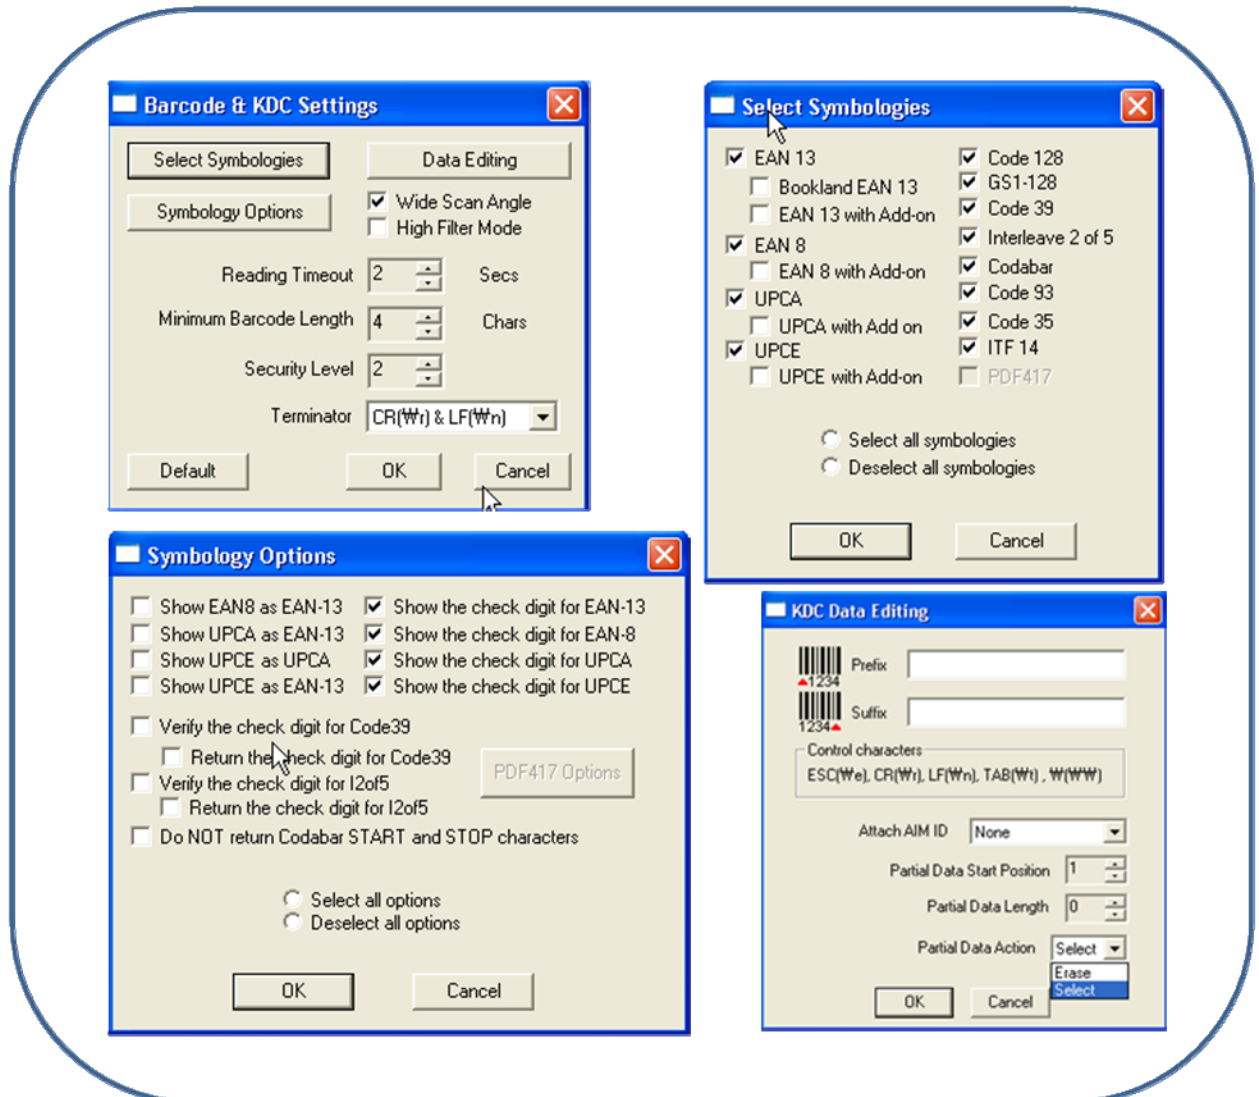 Barcode & KDC Settings
Select Symbologies Data Editing
Symbology Options
Wide Scan Angle
High Filter Mode
Reading Timeout 2 Secs
Minimum Barcode Length 4 Chars
Security Level 2
Terminator CR(₩r) & LF(₩n)
Default OK Cancel
Select Symbologies
EAN 13
Bookland EAN 13
EAN 13 with Add-on
EAN 8
EAN 8 with Add-on
UPCA
UPCA with Add on
UPCE
UPCE with Add-on
Code 128
GS1-128
Code 39
Interleave 2 of 5
Codabar
Code 93
Code 35
ITF 14
PDF417
Select all symbologies
Deselect all symbologies
OK Cancel
Symbology Options
Show EAN8 as EAN-13 Show the check digit for EAN-13
Show UPCA as EAN-13 Show the check digit for EAN-8
Show UPCE as UPCA Show the check digit for UPCA
Show UPCE as EAN-13 Show the check digit for UPCE
Verify the check digit for Code39
Return the check digit for Code39
Verify the check digit for I2of5
Return the check digit for I2of5
PDF417 Options
Do NOT return Codabar START and STOP characters
Select all options
Deselect all options
OK Cancel
KDC Data Editing
1234 Prefix
1234 Suffix
Control characters
ESC(₩e), CR(₩r), LF(₩n), TAB(₩t) , ₩(₩₩)
Attach AIM ID None
Partial Data Start Position 1
Partial Data Length 0
Partial Data Action Select
Erase
Select
OK Cancel